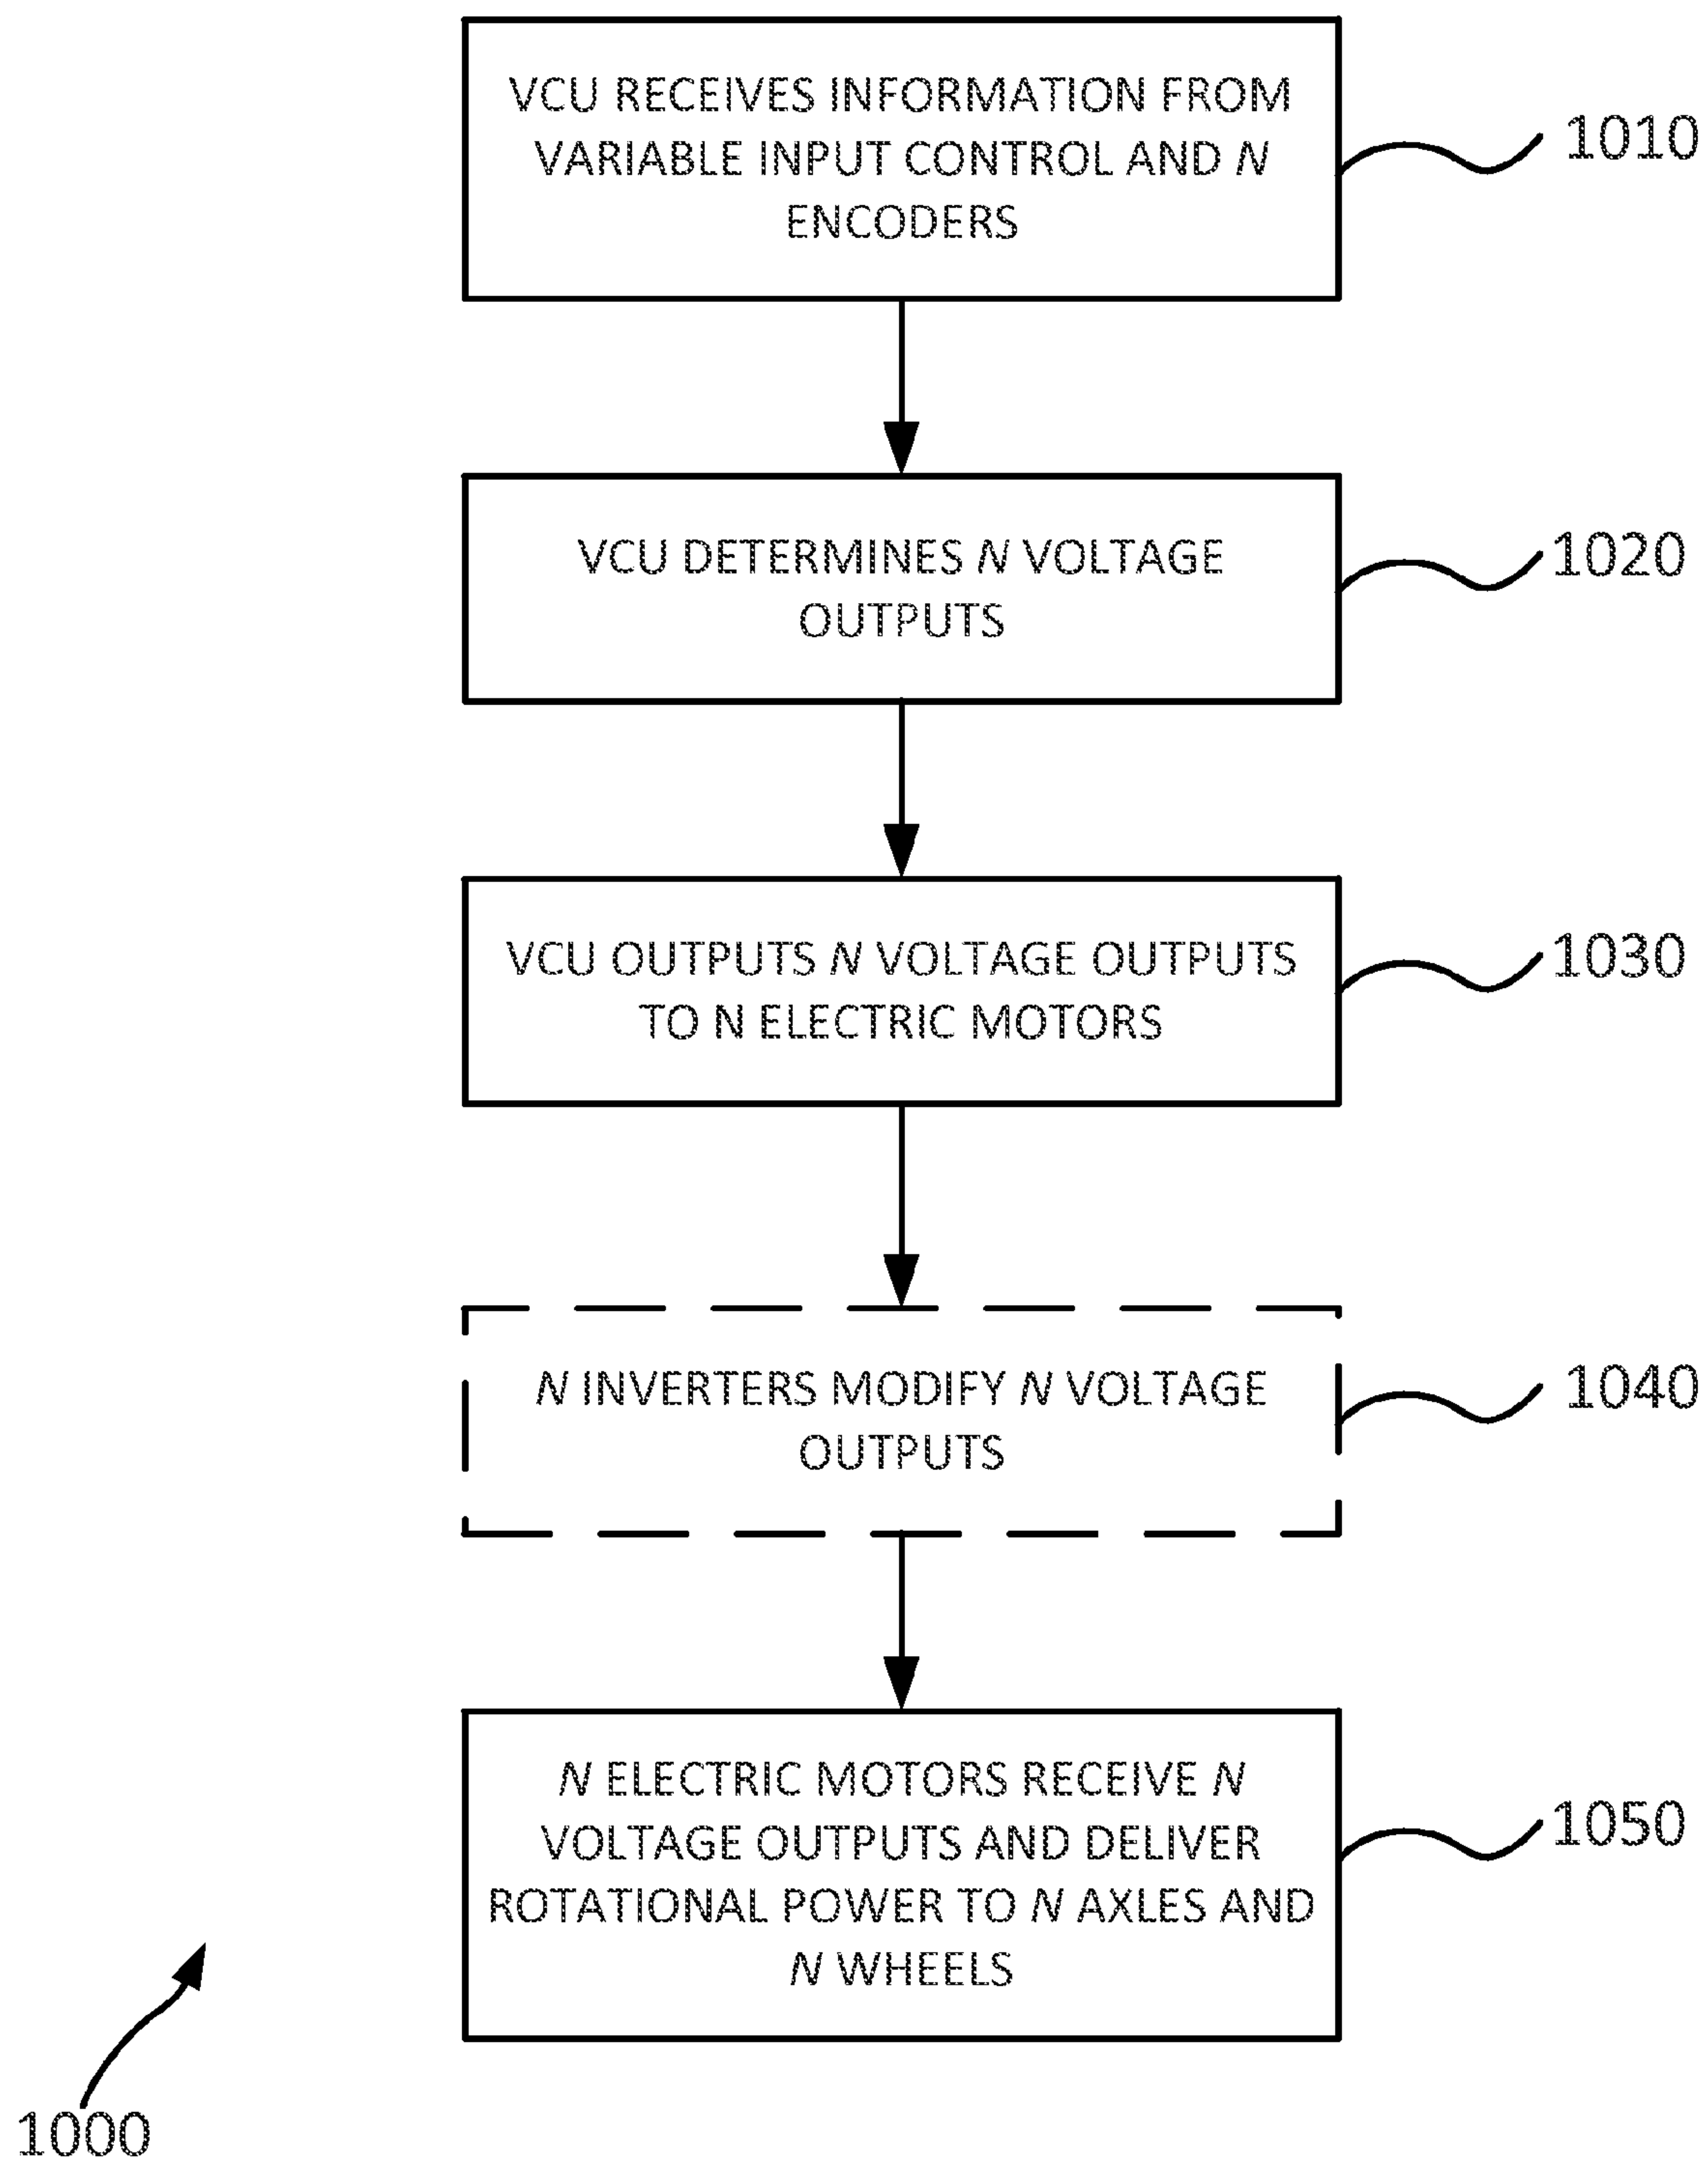 VCU RECEIVES INFORMATION FROM
VARIABLE INPUT CONTROL AND N
ENCODERS
1010
VCU DETERMINES N VOLTAGE
OUTPUTS
1020
VCU OUTPUTS N VOLTAGE OUTPUTS
TO N ELECTRIC MOTORS
1030
N INVERTERS MODIFY N VOLTAGE
OUTPUTS
1040
N ELECTRIC MOTORS RECEIVE N
VOLTAGE OUTPUTS AND DELIVER
ROTATIONAL POWER TO N AXLES AND
N WHEELS
1050
1000